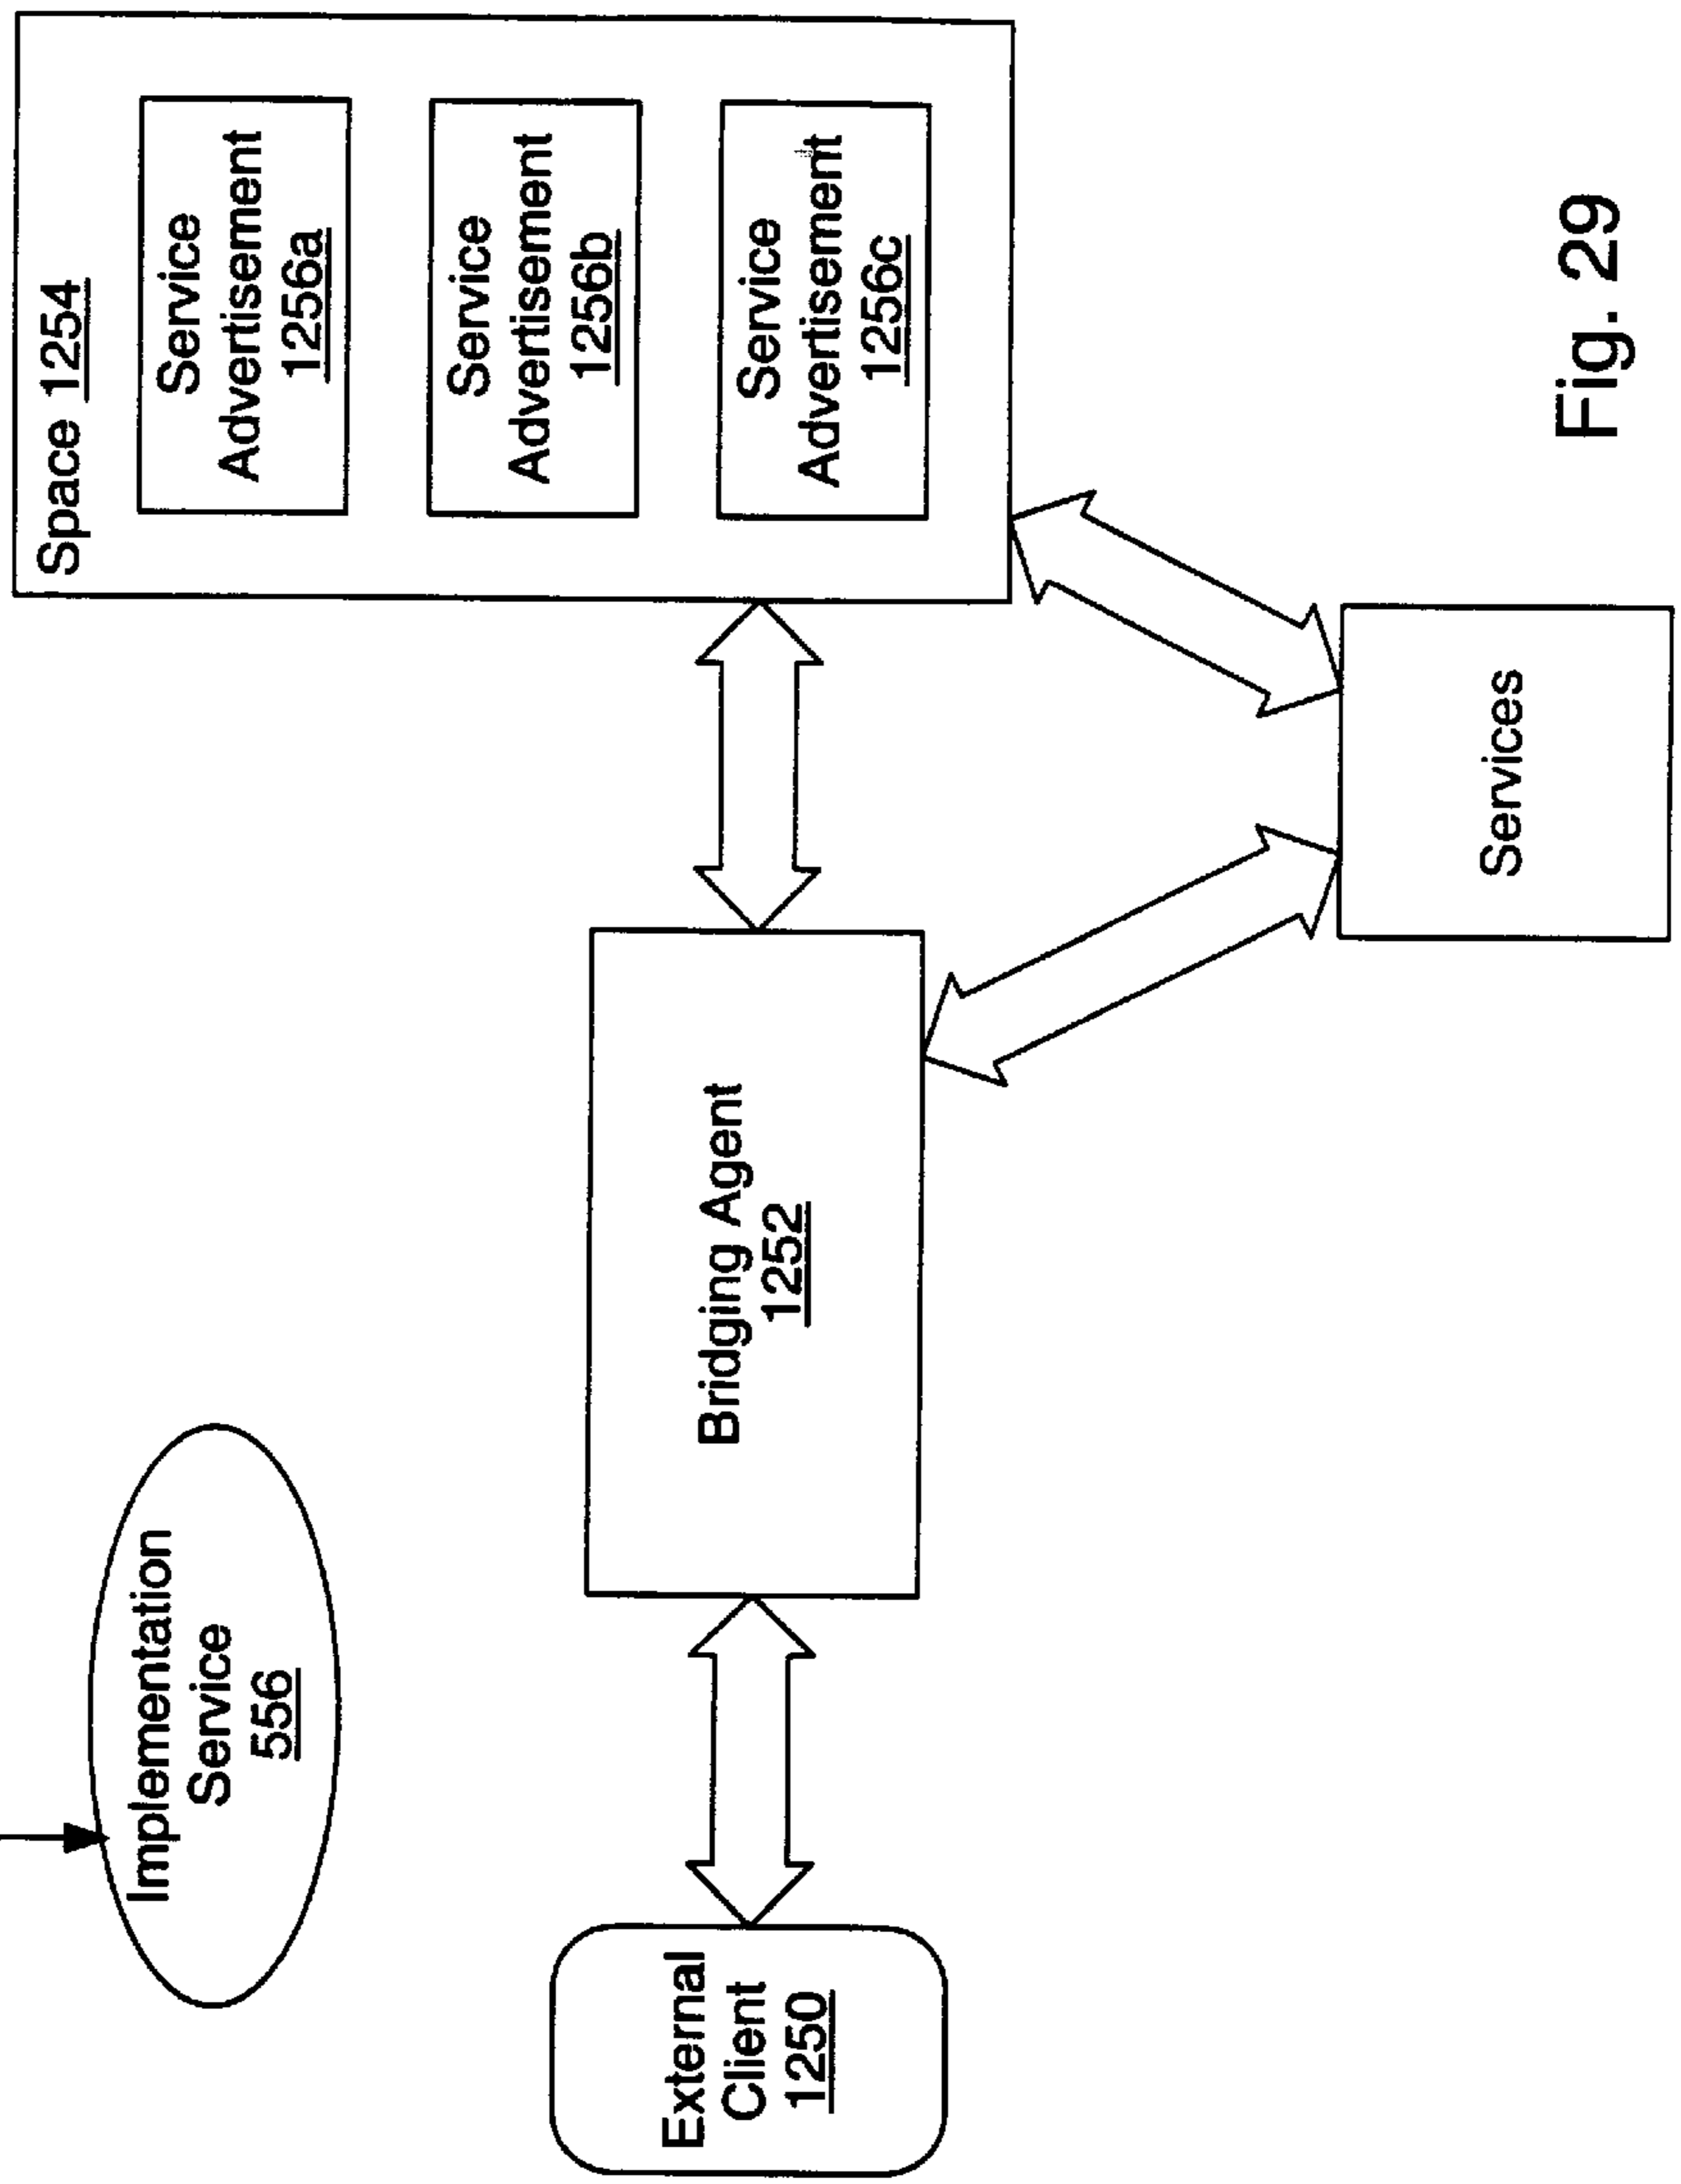 Implementation
Service
556
Space 1254
Service
Advertisement
1256a
Service
Advertisement
1256b
Service
Advertisement
1256c
External
Client
1250
Bridging Agent
1252
Services
Fig. 29